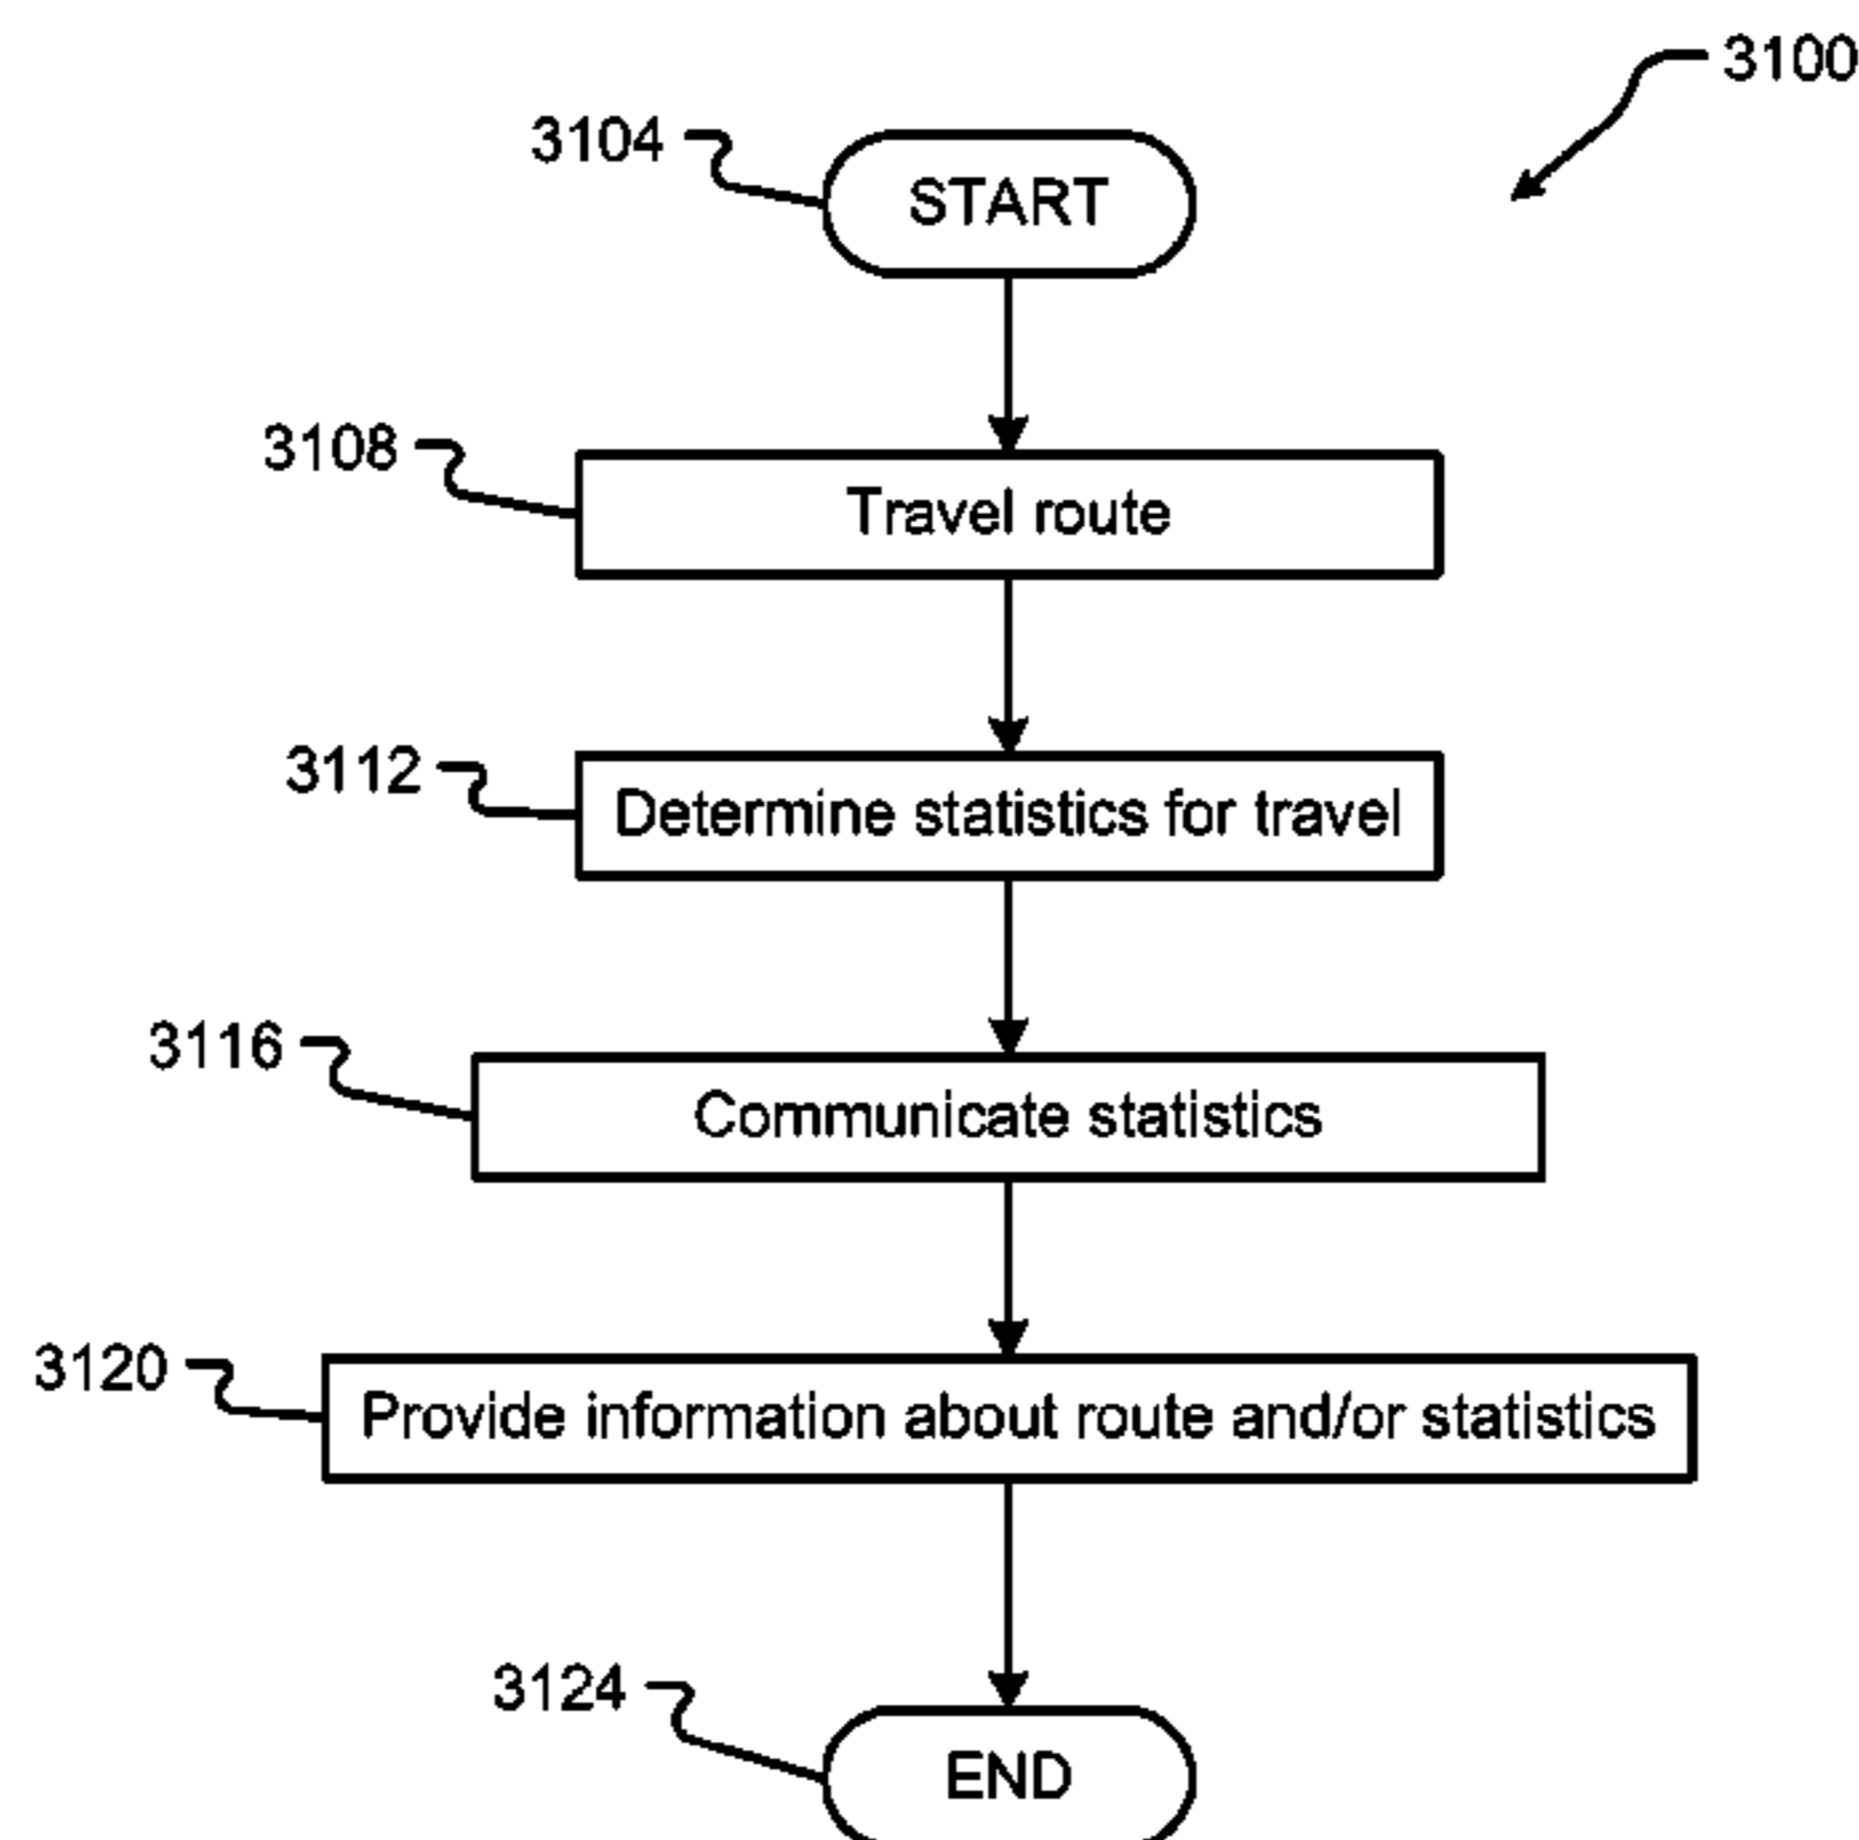 3100
3104
START
3108
Travel route
3112
Determine statistics for travel
3116
Communicate statistics
3120
Provide information about route and/or statistics
3124
END